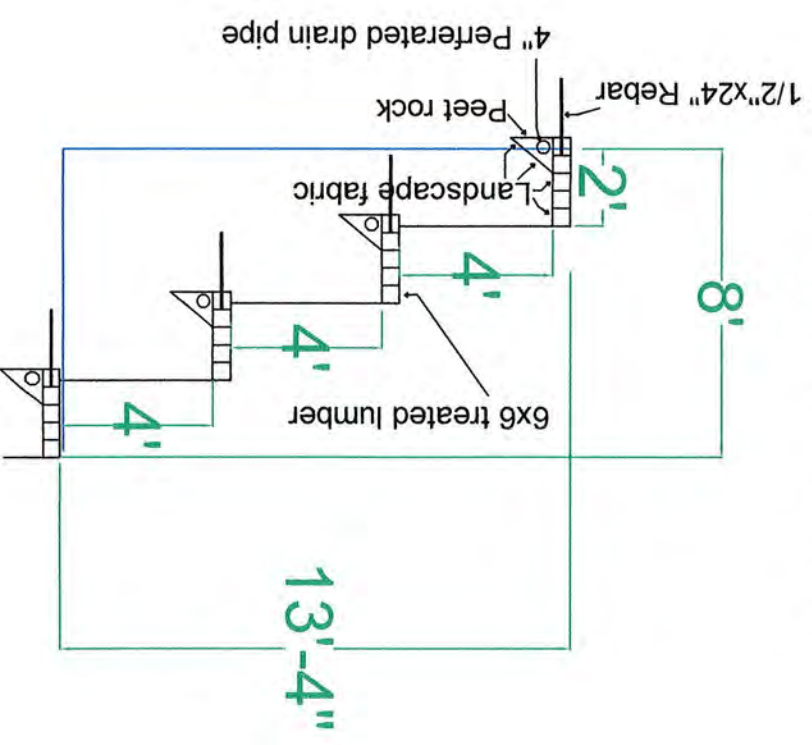 13'-4"
6x6 treated lumber
8'
4'
4'
4'
2'
Landscape fabric
Peet rock
1/2"x24" Rebar
4" Perferated drain pipe